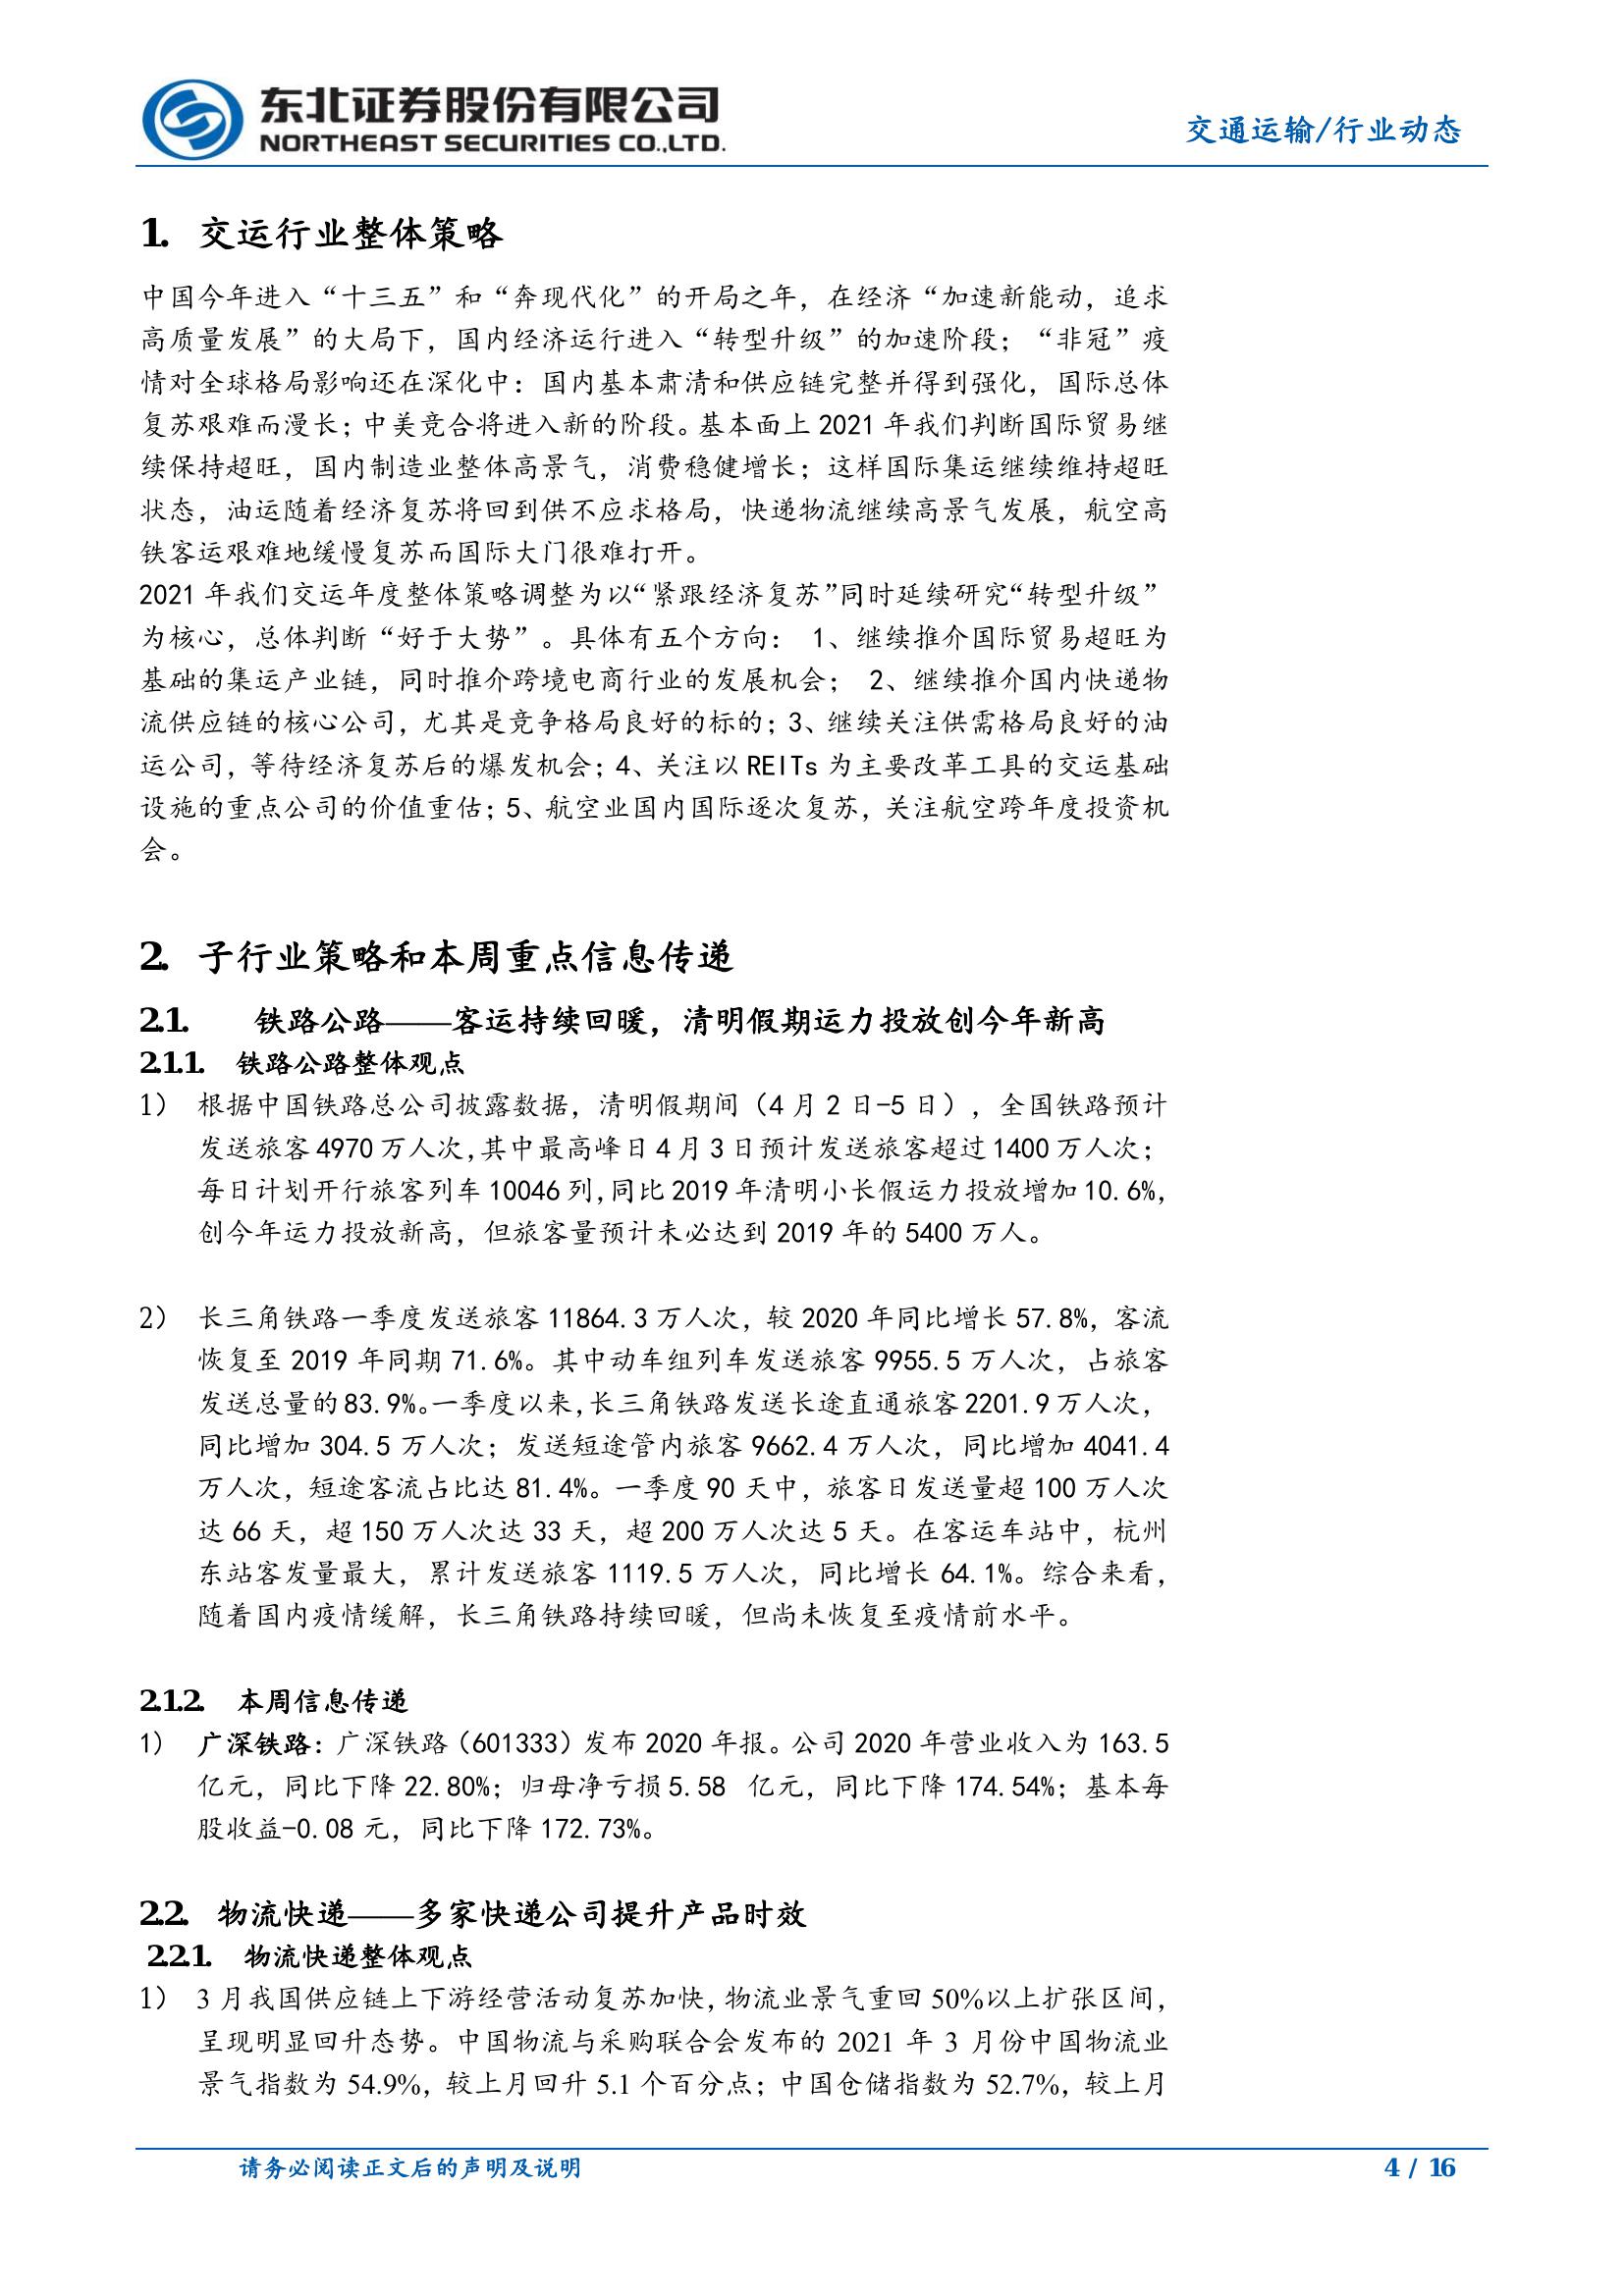 东北证券股份有限公司
NORTHEAST SECURITIES CO.,LTD.
交通运输/行业动态
1. 交运行业整体策略
中国今年进入“十三五”和“奔现代化”的开局之年，在经济“加速新能动，追求
高质量发展”的大局下，国内经济运行进入“转型升级”的加速阶段；“非冠”疫
情对全球格局影响还在深化中：国内基本肃清和供应链完整并得到强化，国际总体
复苏艰难而漫长；中美竞合将进入新的阶段。基本面上 2021 年我们判断国际贸易继
续保持超旺，国内制造业整体高景气，消费稳健增长；这样国际集运继续维持超旺
状态，油运随着经济复苏将回到供不应求格局，快递物流继续高景气发展，航空高
铁客运艰难地缓慢复苏而国际大门很难打开。
2021 年我们交运年度整体策略调整为以“紧跟经济复苏”同时延续研究“转型升级”
为核心，总体判断“好于大势”。具体有五个方向： 1、继续推介国际贸易超旺为
基础的集运产业链，同时推介跨境电商行业的发展机会； 2、继续推介国内快递物
流供应链的核心公司，尤其是竞争格局良好的标的；3、继续关注供需格局良好的油
运公司，等待经济复苏后的爆发机会；4、关注以 REITs 为主要改革工具的交运基础
设施的重点公司的价值重估；5、航空业国内国际逐次复苏，关注航空跨年度投资机
会。
2. 子行业策略和本周重点信息传递
2.1. 铁路公路——客运持续回暖，清明假期运力投放创今年新高
2.1.1. 铁路公路整体观点
1） 根据中国铁路总公司披露数据，清明假期间（4 月 2 日-5 日），全国铁路预计
发送旅客 4970 万人次，其中最高峰日 4 月 3 日预计发送旅客超过 1400 万人次；
每日计划开行旅客列车 10046 列，同比 2019 年清明小长假运力投放增加 10.6%，
创今年运力投放新高，但旅客量预计未必达到 2019 年的 5400 万人。
2） 长三角铁路一季度发送旅客 11864.3 万人次，较 2020 年同比增长 57.8%，客流
恢复至 2019 年同期 71.6%。其中动车组列车发送旅客 9955.5 万人次，占旅客
发送总量的 83.9%。一季度以来，长三角铁路发送长途直通旅客 2201.9 万人次，
同比增加 304.5 万人次；发送短途管内旅客 9662.4 万人次，同比增加 4041.4
万人次，短途客流占比达 81.4%。一季度 90 天中，旅客日发送量超 100 万人次
达 66 天，超 150 万人次达 33 天，超 200 万人次达 5 天。在客运车站中，杭州
东站客发量最大，累计发送旅客 1119.5 万人次，同比增长 64.1%。综合来看，
随着国内疫情缓解，长三角铁路持续回暖，但尚未恢复至疫情前水平。
2.1.2. 本周信息传递
1） 广深铁路：广深铁路（601333）发布 2020 年报。公司 2020 年营业收入为 163.5
亿元，同比下降 22.80%；归母净亏损 5.58 亿元，同比下降 174.54%；基本每
股收益-0.08 元，同比下降 172.73%。
2.2. 物流快递——多家快递公司提升产品时效
2.2.1. 物流快递整体观点
1） 3 月我国供应链上下游经营活动复苏加快，物流业景气重回 50%以上扩张区间，
呈现明显回升态势。中国物流与采购联合会发布的 2021 年 3 月份中国物流业
景气指数为 54.9%，较上月回升 5.1 个百分点；中国仓储指数为 52.7%，较上月
请务必阅读正文后的声明及说明
4 / 16